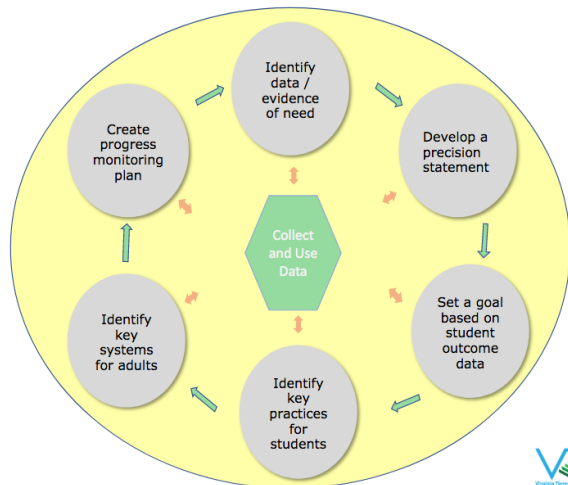 Identify
data /
evidence
of need
Develop a
precision
statement
Set a goal
based on
student
outcome
data
Identify
key
practices
for
students
Identify
key
systems
for adults
Create
progress
monitoring
plan
Collect
and Use
Data